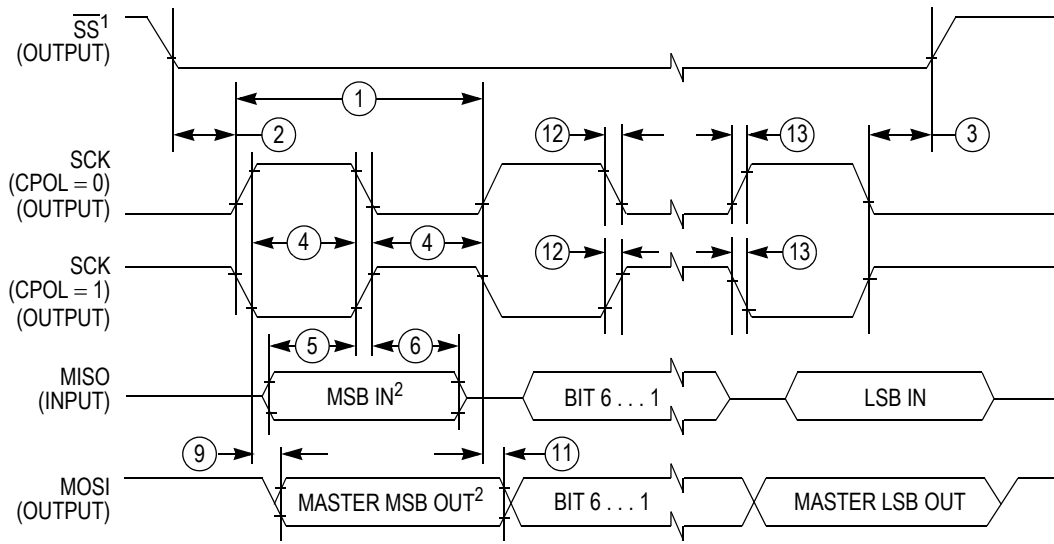 SS¹
(OUTPUT)
1
2
12
13
3
SCK
(CPOL = 0)
(OUTPUT)
4
4
SCK
(CPOL = 1)
(OUTPUT)
12
13
5
6
MISO
(INPUT)
MSB IN²
BIT 6 . . . 1
LSB IN
9
11
MOSI
(OUTPUT)
MASTER MSB OUT²
BIT 6 . . . 1
MASTER LSB OUT